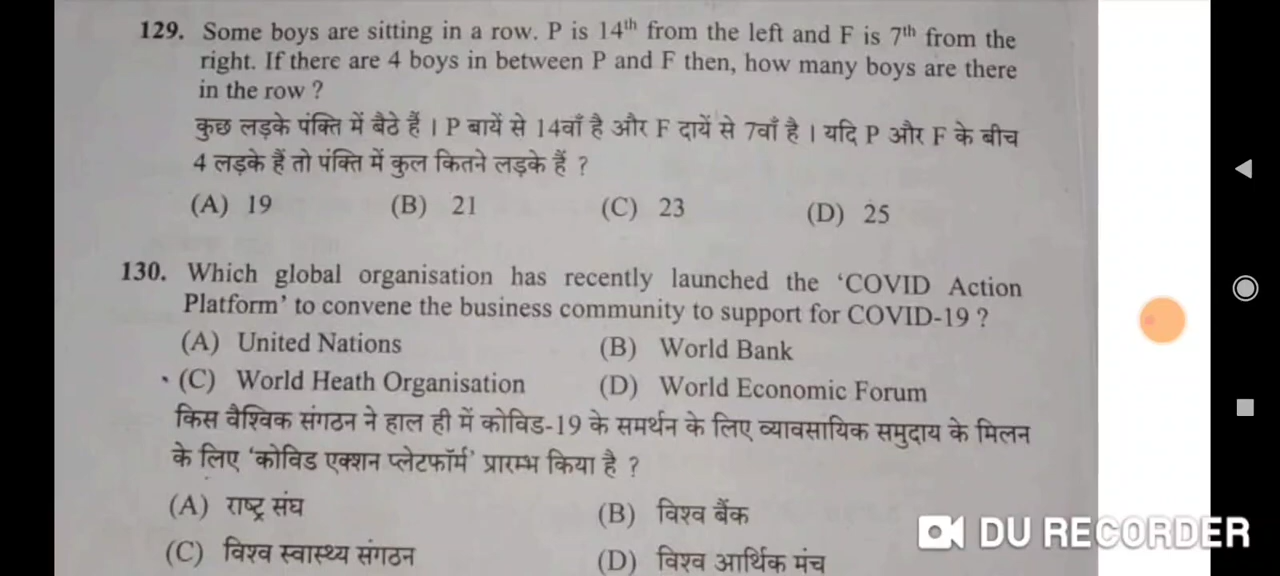 129. Some boys are sitting in a row. P is 14th from the left and F is 7th from the
right. If there are 4 boys in between P and F then, how many boys are there
in the row ?
कुछ लड़के पंक्ति में बैठे हैं । P बायें से 14वाँ है और F दायें से 7वाँ है । यदि P और F के बीच
4 लड़के हैं तो पंक्ति में कुल कितने लड़के हैं ?
(A) 19 (B) 21 (C) 23 (D) 25
130. Which global organisation has recently launched the ‘COVID Action
Platform’ to convene the business community to support for COVID-19 ?
(A) United Nations (B) World Bank
(C) World Heath Organisation (D) World Economic Forum
किस वैश्विक संगठन ने हाल ही में कोविड-19 के समर्थन के लिए व्यावसायिक समुदाय के मिलन
के लिए ‘कोविड एक्शन प्लेटफॉर्म’ प्रारम्भ किया है ?
(A) राष्ट्र संघ (B) विश्व बैंक
(C) विश्व स्वास्थ्य संगठन (D) विश्व आर्थिक मंच
DU RECORDER